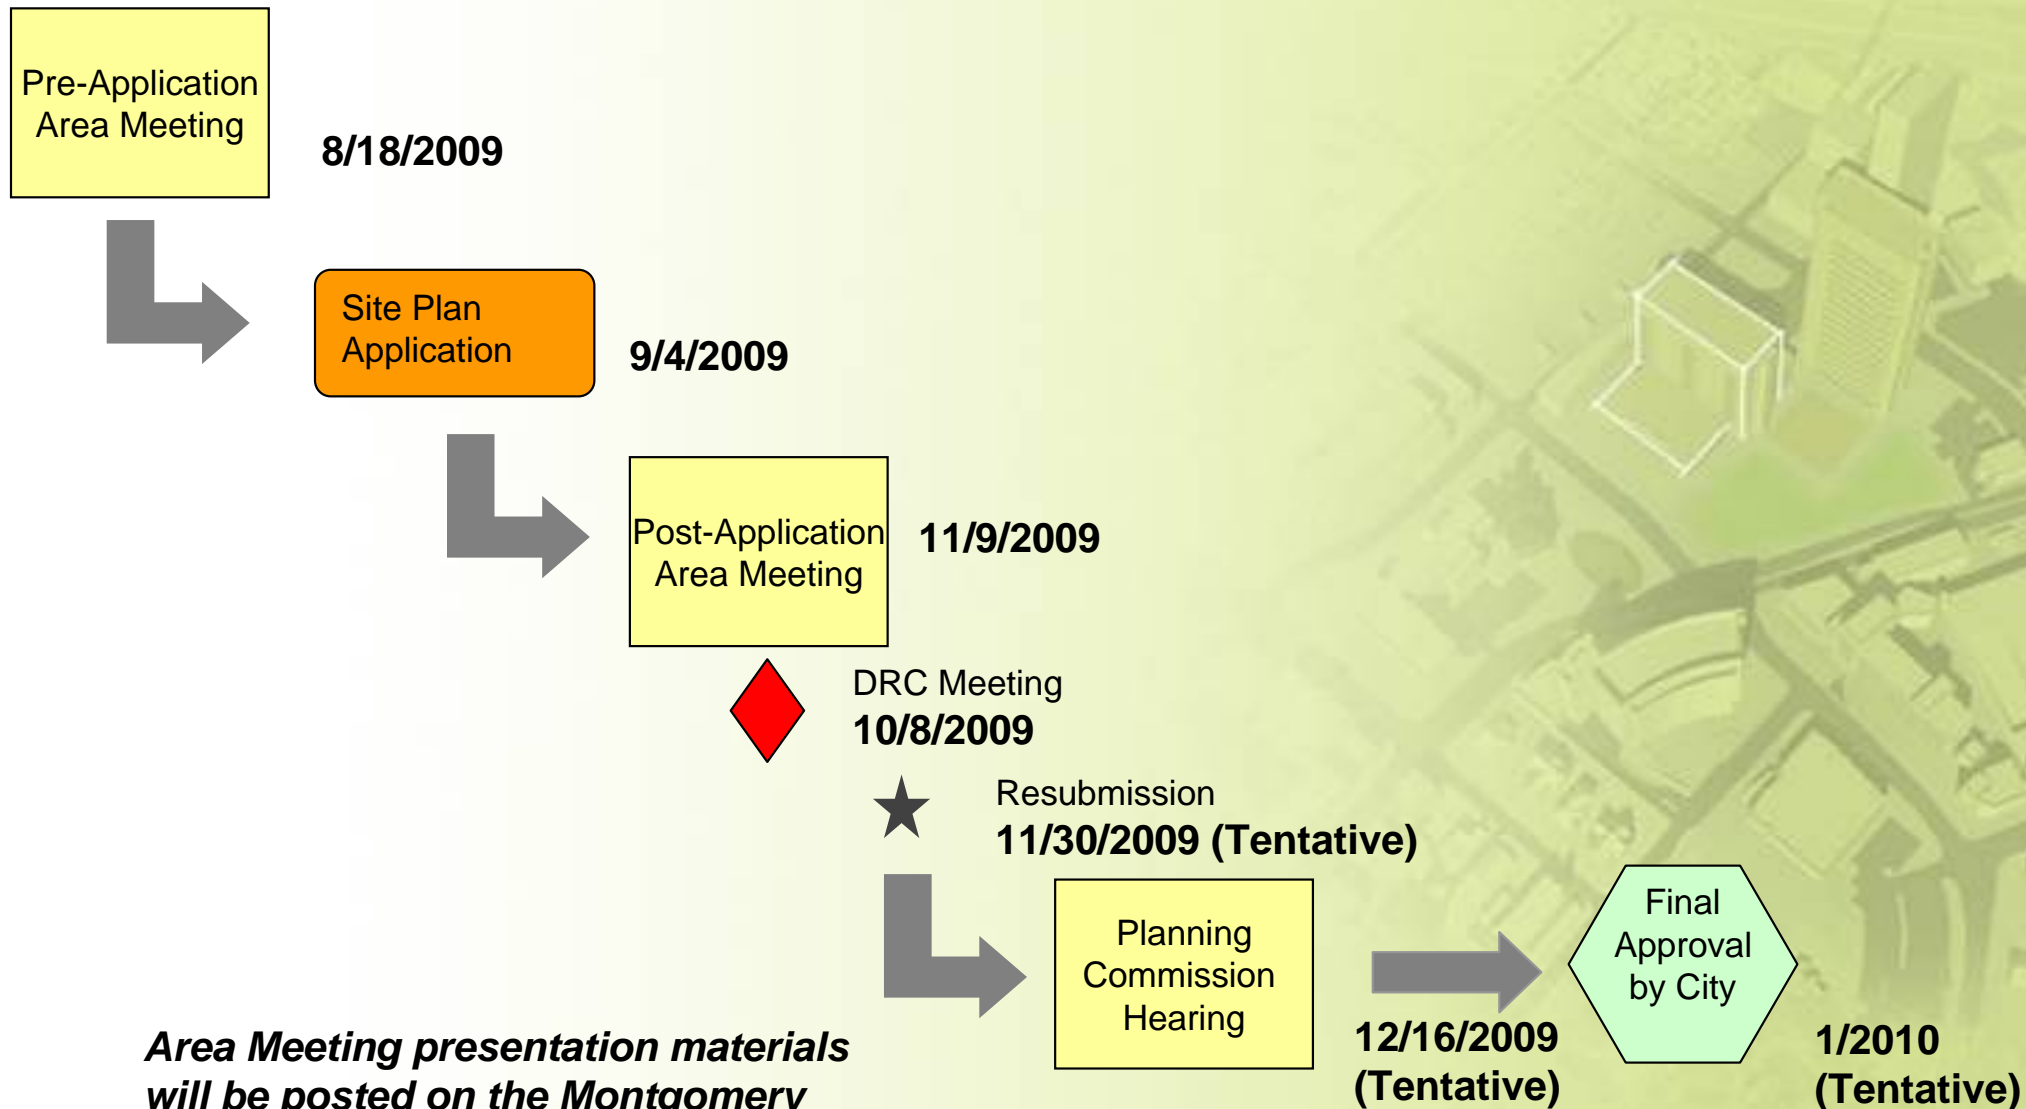 Pre-Application
Area Meeting
8/18/2009
Site Plan
Application
9/4/2009
Post-Application
Area Meeting
11/9/2009
DRC Meeting
10/8/2009
Resubmission
11/30/2009 (Tentative)
Planning
Commission
Hearing
12/16/2009
(Tentative)
Final
Approval
by City
1/2010
(Tentative)
Area Meeting presentation materials
will be posted on the Montgomery